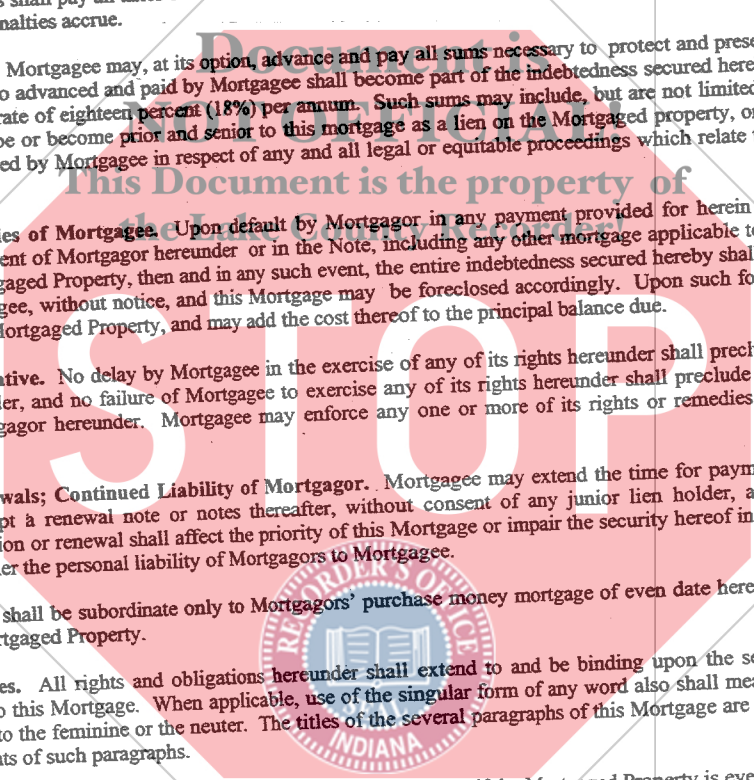 nalties accrue.
Mortgagee may, at its option, advance and pay all sums necessary to protect and prese
o advanced and paid by Mortgagee shall become part of the indebtedness secured here
rate of eighteen percent (18%) per annum. Such sums may include, but are not limited
be or become prior and senior to this mortgage as a lien on the Mortgaged property, o
ed by Mortgagee in respect of any and all legal or equitable proceedings which relate
Document is
NOT OFFICIAL!
This Document is the property of
the Lake County Recorder!
ies of Mortgagee. Upon default by Mortgagor in any payment provided for herein
ent of Mortgagor hereunder or in the Note, including any other mortgage applicable to
gaged Property, then and in any such event, the entire indebtedness secured hereby shal
gee, without notice, and this Mortgage may be foreclosed accordingly. Upon such fo
Mortgaged Property, and may add the cost thereof to the principal balance due.
STOP
ative. No delay by Mortgagee in the exercise of any of its rights hereunder shall precl
der, and no failure of Mortgagee to exercise any of its rights hereunder shall preclude
gagor hereunder. Mortgagee may enforce any one or more of its rights or remedies
wals; Continued Liability of Mortgagor. Mortgagee may extend the time for paym
pt a renewal note or notes thereafter, without consent of any junior lien holder, a
ion or renewal shall affect the priority of this Mortgage or impair the security hereof in
er the personal liability of Mortgagors to Mortgagee.
shall be subordinate only to Mortgagors' purchase money mortgage of even date here
rtgaged Property.
es. All rights and obligations hereunder shall extend to and be binding upon the s
o this Mortgage. When applicable, use of the singular form of any word also shall mea
to the feminine or the neuter. The titles of the several paragraphs of this Mortgage are
ts of such paragraphs.
RECORDER'S OFFICE
SEAL
INDIANA